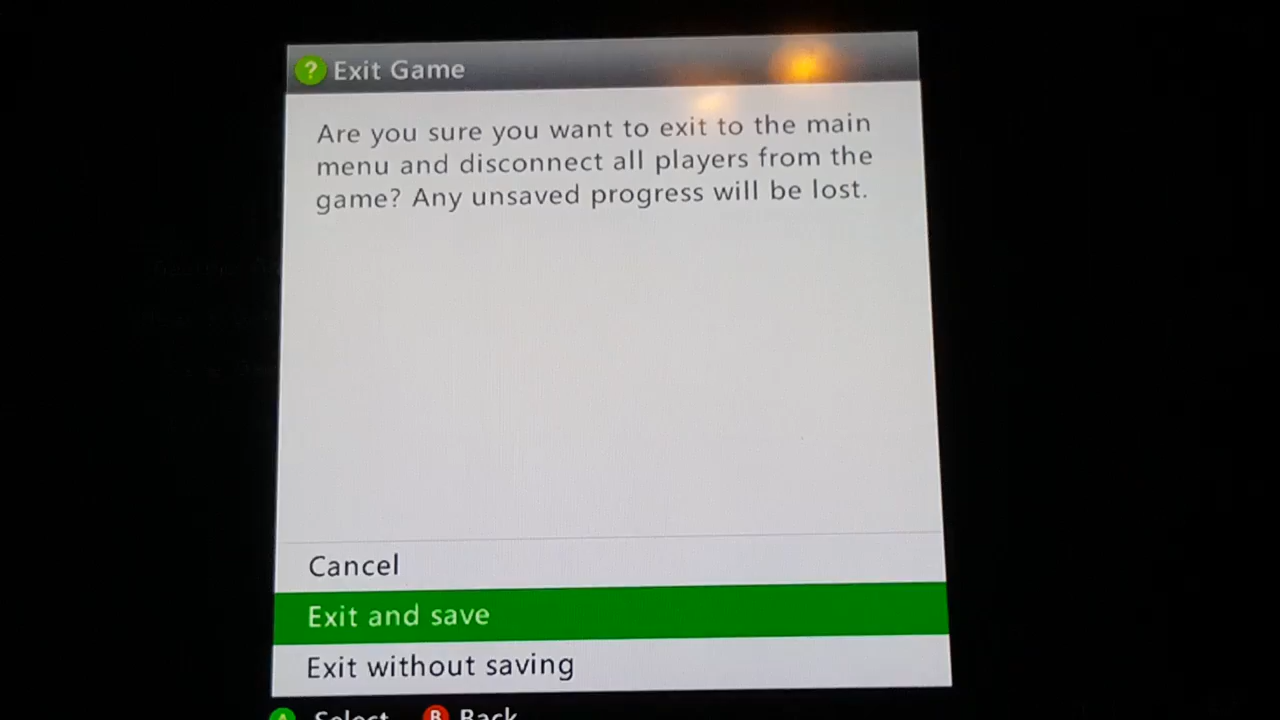 ? Exit Game
Are you sure you want to exit to the main
menu and disconnect all players from the
game? Any unsaved progress will be lost.
Cancel
Exit and save
Exit without saving
A Select B Back